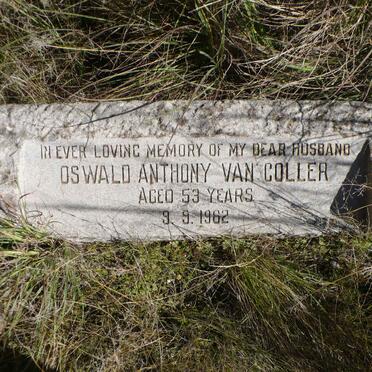 IN EVER LOVING MEMORY OF MY DEAR HUSBAND
OSWALD ANTHONY VAN COLLER
AGED 53 YEARS
9. 9. 1962